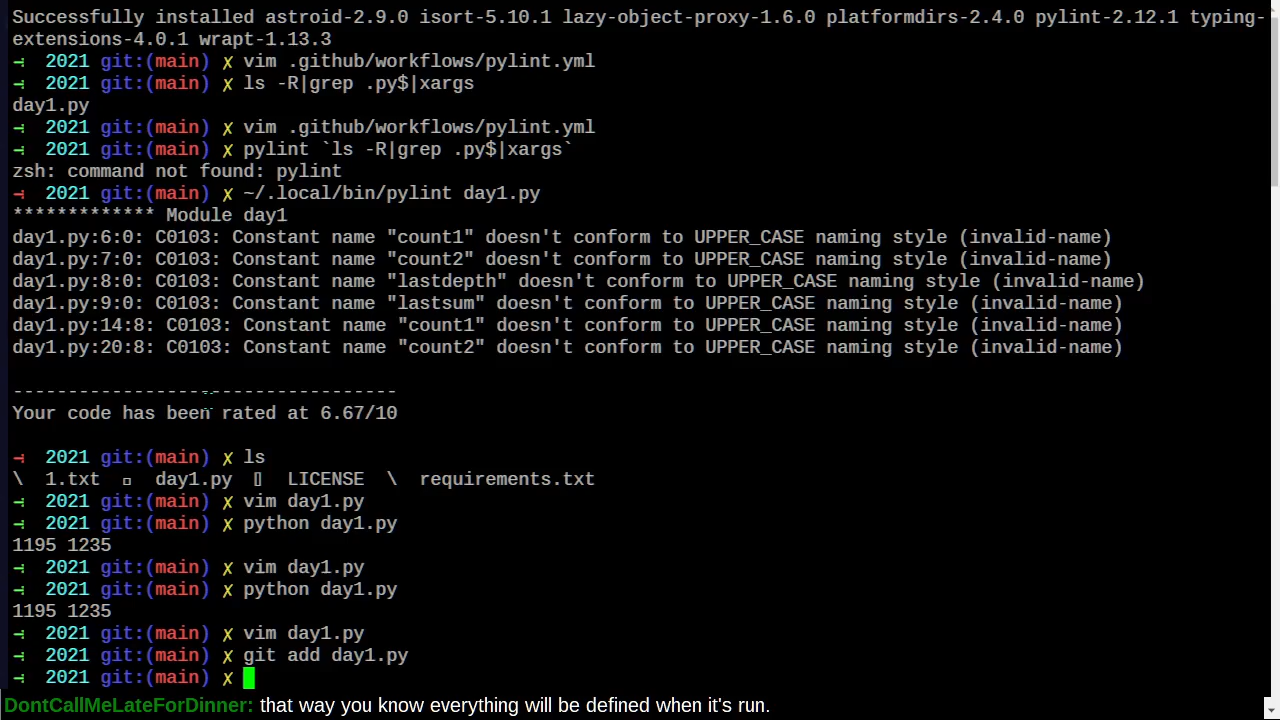 Successfully installed astroid-2.9.0 isort-5.10.1 lazy-object-proxy-1.6.0 platformdirs-2.4.0 pylint-2.12.1 typing-
extensions-4.0.1 wrapt-1.13.3
→ 2021 git:(main) ✗ vim .github/workflows/pylint.yml
→ 2021 git:(main) ✗ ls -R|grep .py$|xargs
day1.py
→ 2021 git:(main) ✗ vim .github/workflows/pylint.yml
→ 2021 git:(main) ✗ pylint `ls -R|grep .py$|xargs`
zsh: command not found: pylint
→ 2021 git:(main) ✗ ~/.local/bin/pylint day1.py
************* Module day1
day1.py:6:0: C0103: Constant name "count1" doesn't conform to UPPER_CASE naming style (invalid-name)
day1.py:7:0: C0103: Constant name "count2" doesn't conform to UPPER_CASE naming style (invalid-name)
day1.py:8:0: C0103: Constant name "lastdepth" doesn't conform to UPPER_CASE naming style (invalid-name)
day1.py:9:0: C0103: Constant name "lastsum" doesn't conform to UPPER_CASE naming style (invalid-name)
day1.py:14:8: C0103: Constant name "count1" doesn't conform to UPPER_CASE naming style (invalid-name)
day1.py:20:8: C0103: Constant name "count2" doesn't conform to UPPER_CASE naming style (invalid-name)
-----------------------------------
Your code has been rated at 6.67/10
→ 2021 git:(main) ✗ ls
\ 1.txt ▯ day1.py ▯ LICENSE \ requirements.txt
→ 2021 git:(main) ✗ vim day1.py
→ 2021 git:(main) ✗ python day1.py
1195 1235
→ 2021 git:(main) ✗ vim day1.py
→ 2021 git:(main) ✗ python day1.py
1195 1235
→ 2021 git:(main) ✗ vim day1.py
→ 2021 git:(main) ✗ git add day1.py
→ 2021 git:(main) ✗
DontCallMeLateForDinner: that way you know everything will be defined when it's run.